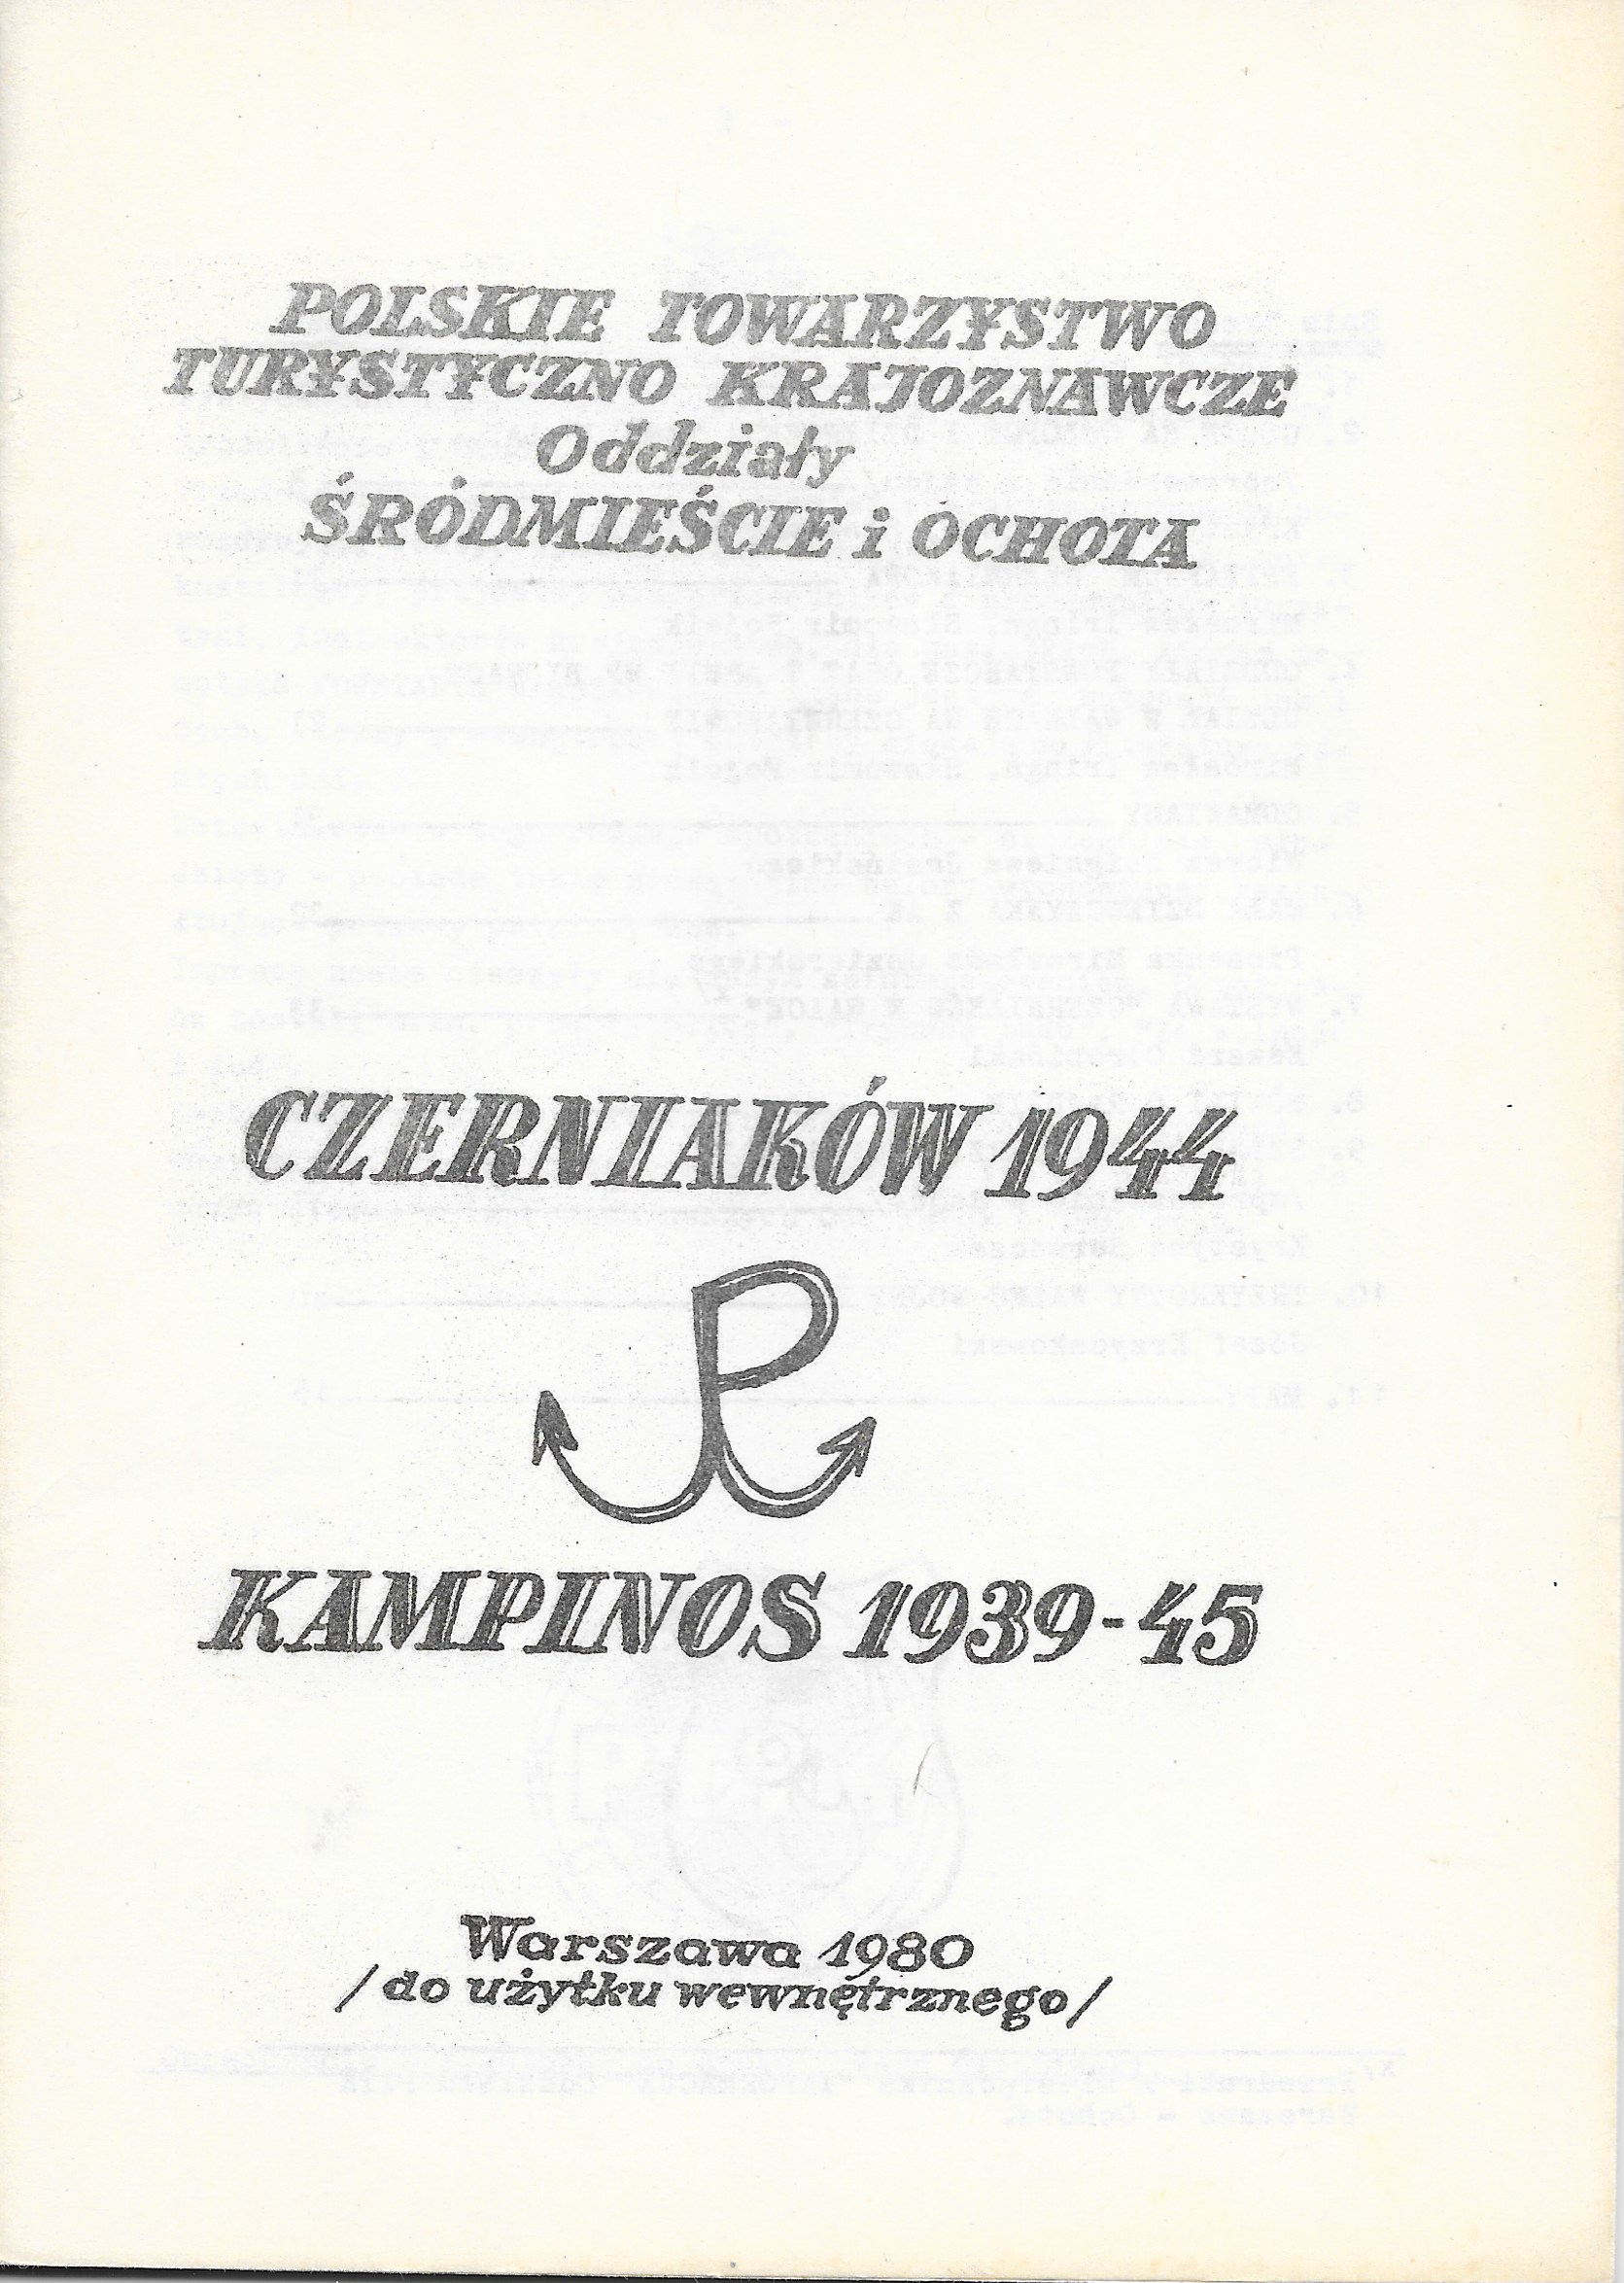 POLSKIE TOWARZYSTWO
TURYSTYCZNO KRAJOZNAWCZE
Oddziały
ŚRÓDMIEŚCIE i OCHOTA
CZERNIAKÓW 1944
KAMPINOS 1939-45
Warszawa 1980
/do użytku wewnętrznego/